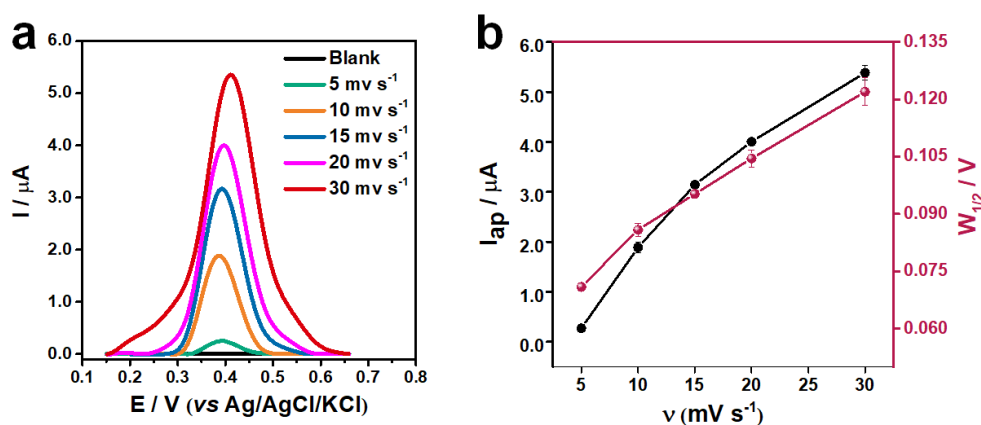 a
6.0
5.0
4.0
3.0
2.0
1.0
0.0
I / μA
Blank
5 mv s⁻¹
10 mv s⁻¹
15 mv s⁻¹
20 mv s⁻¹
30 mv s⁻¹
0.1 0.2 0.3 0.4 0.5 0.6 0.7 0.8
E / V (vs Ag/AgCl/KCl)
b
6.0
5.0
4.0
3.0
2.0
1.0
0.0
I_ap / μA
0.135
0.120
0.105
0.090
0.075
0.060
W_1/2 / V
5 10 15 20 25 30
ν (mV s⁻¹)